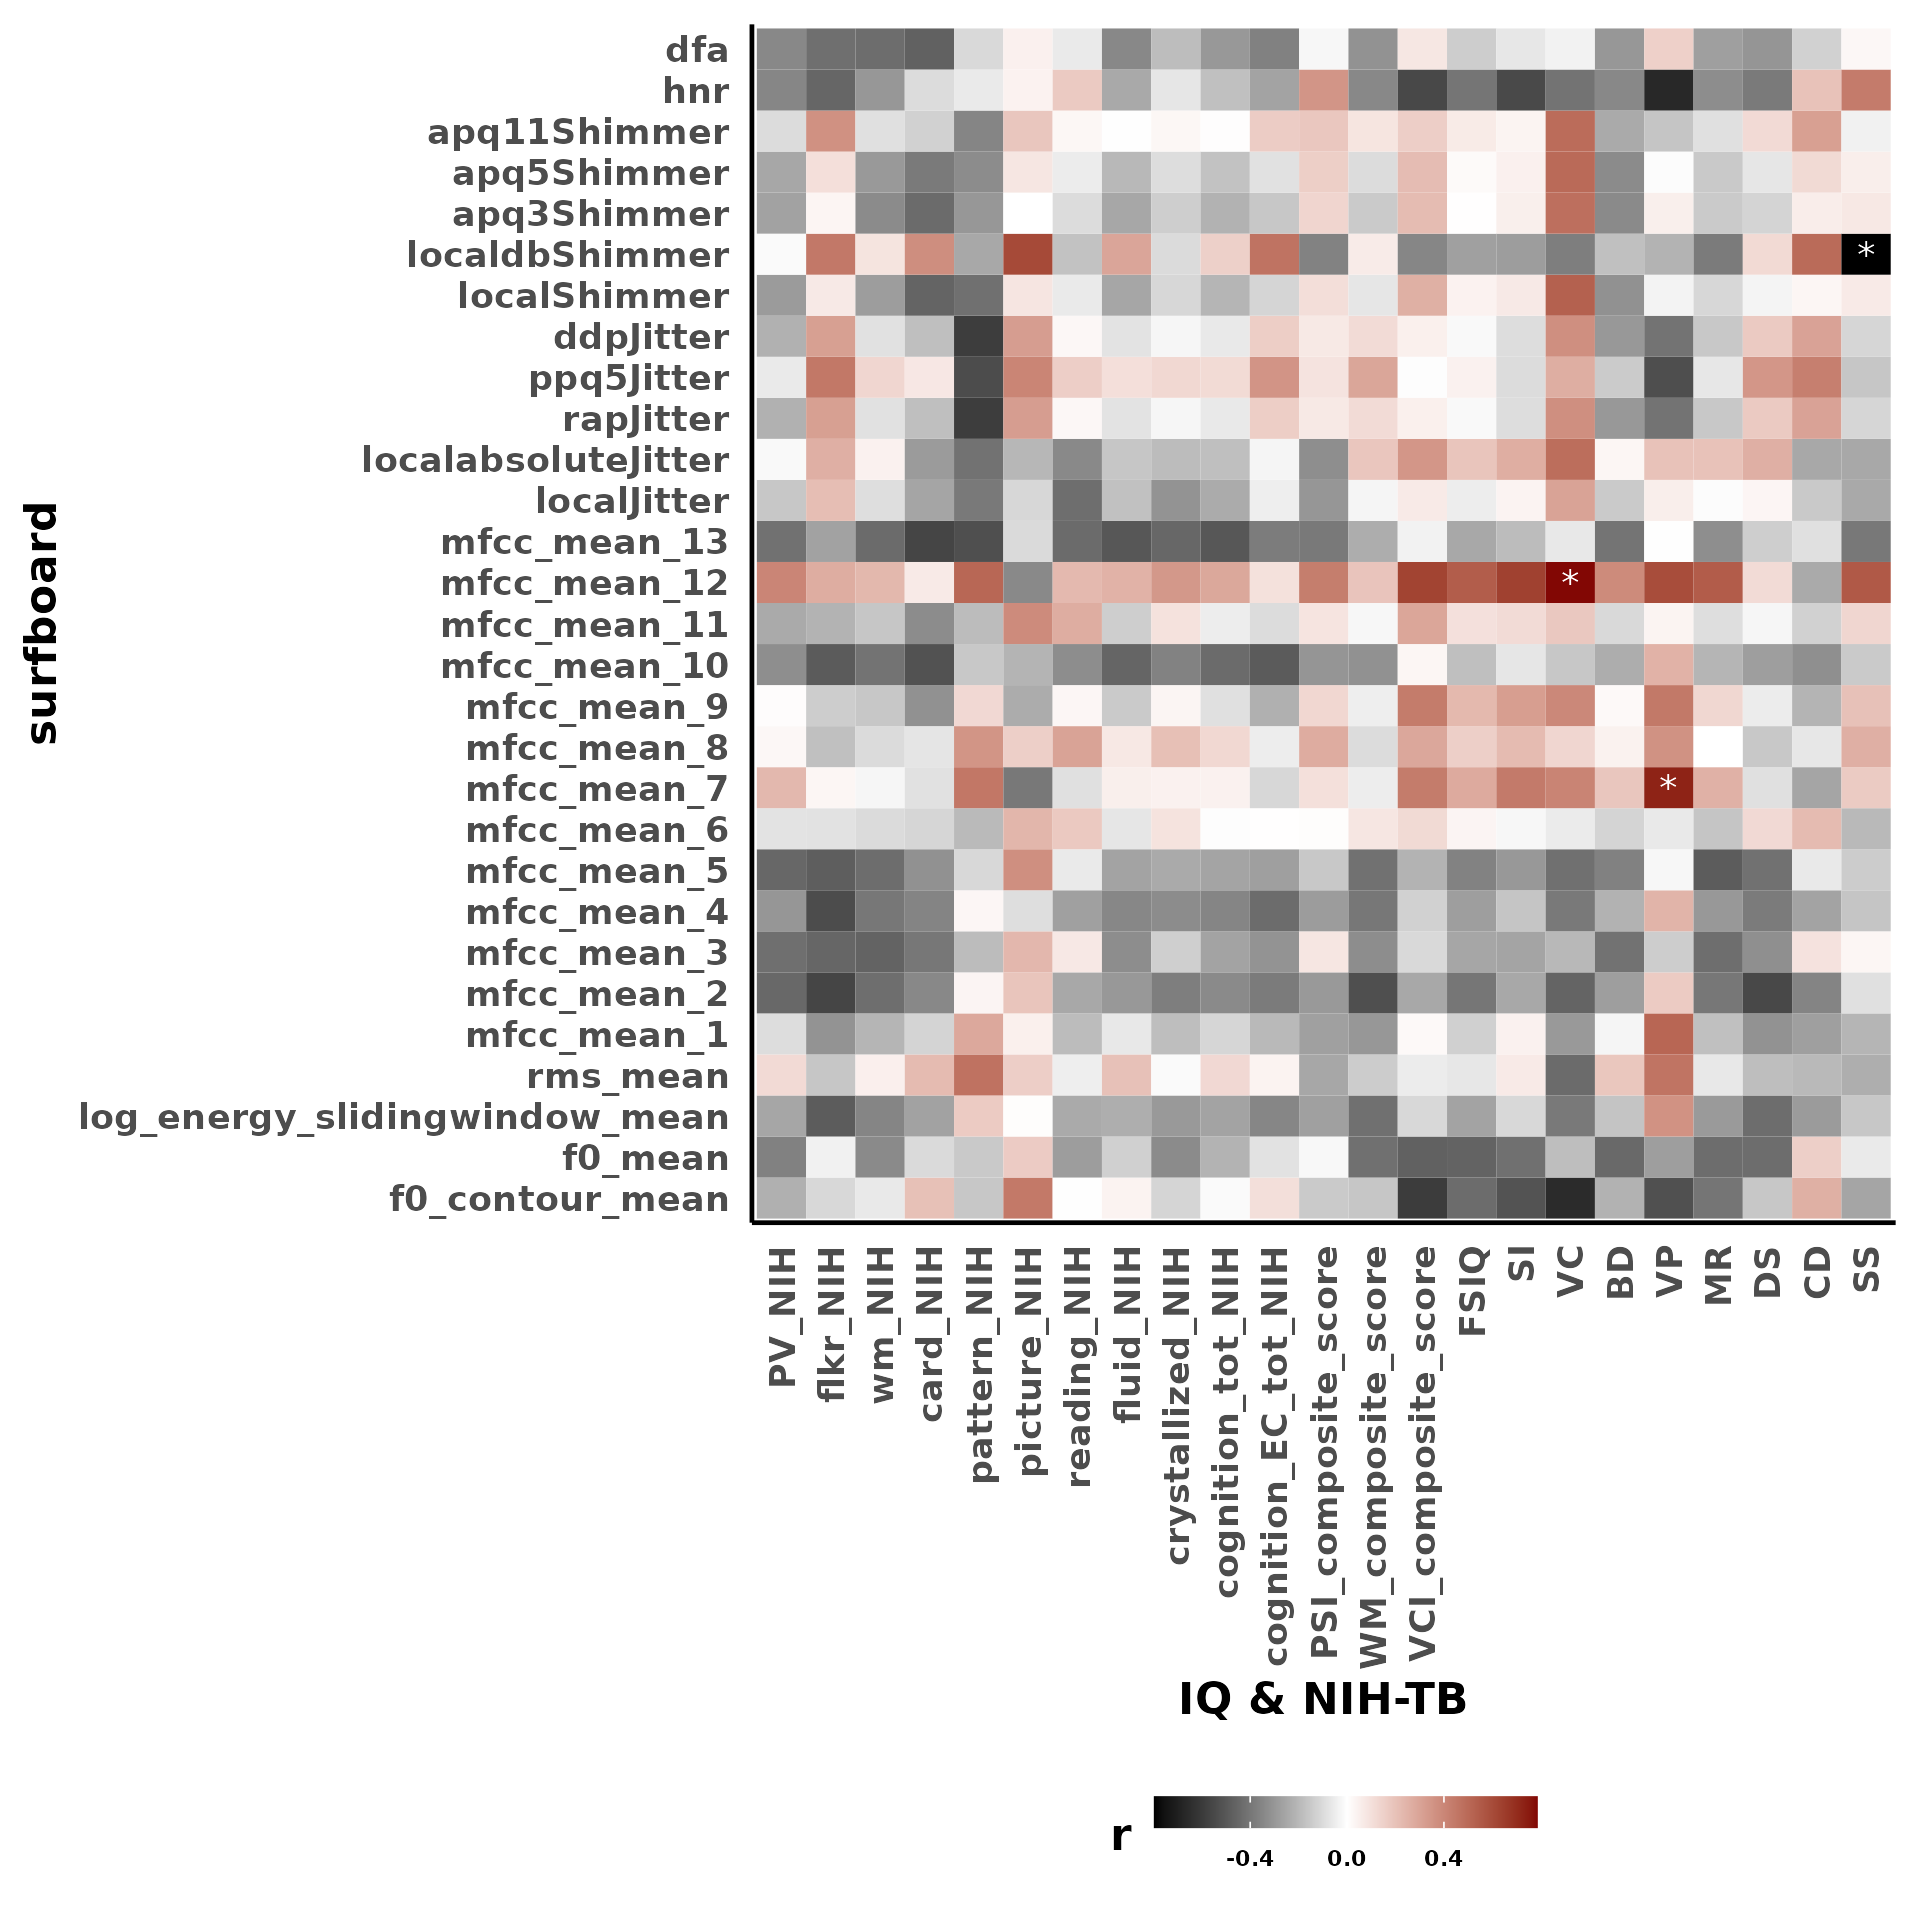 surfboard
dfa
hnr
apq11Shimmer
apq5Shimmer
apq3Shimmer
localdbShimmer
*
localShimmer
ddpJitter
ppq5Jitter
rapJitter
localabsoluteJitter
localJitter
mfcc_mean_13
mfcc_mean_12
*
mfcc_mean_11
mfcc_mean_10
mfcc_mean_9
mfcc_mean_8
mfcc_mean_7
*
mfcc_mean_6
mfcc_mean_5
mfcc_mean_4
mfcc_mean_3
mfcc_mean_2
mfcc_mean_1
rms_mean
log_energy_slidingwindow_mean
f0_mean
f0_contour_mean
PV_NIH
flkr_NIH
wm_NIH
card_NIH
pattern_NIH
picture_NIH
reading_NIH
fluid_NIH
crystallized_NIH
cognition_tot_NIH
cognition_EC_tot_NIH
PSI_composite_score
WM_composite_score
VCI_composite_score
FSIQ
SI
VC
BD
VP
MR
DS
CD
SS
IQ & NIH-TB
r
-0.4 0.0 0.4